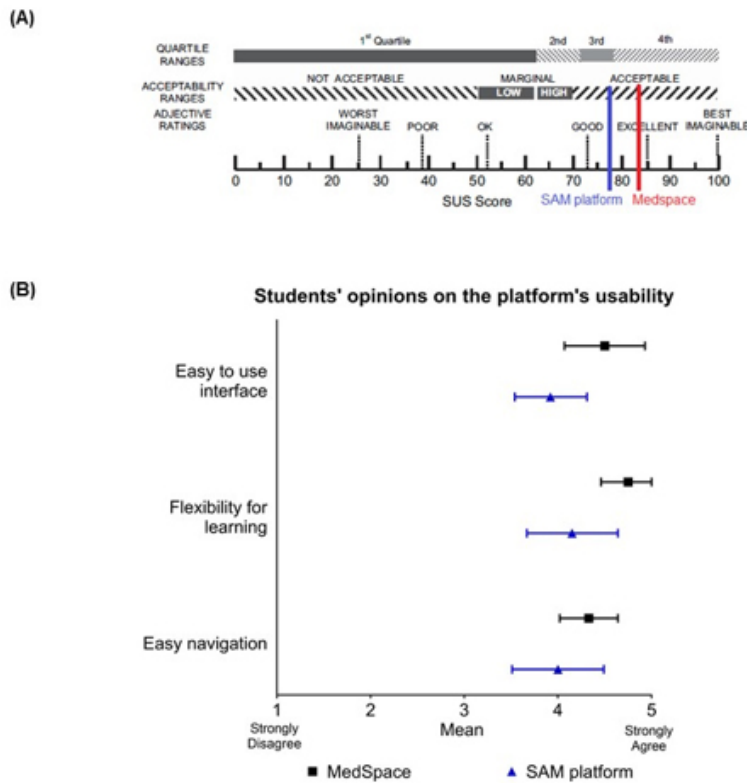 (A)
1st Quartile 2nd 3rd 4th
QUARTILE
RANGES
NOT ACCEPTABLE MARGINAL ACCEPTABLE
ACCEPTABILITY
RANGES
LOW HIGH
ADJECTIVE
RATINGS
WORST
IMAGINABLE
POOR
OK
GOOD
EXCELLENT
BEST
IMAGINABLE
0 10 20 30 40 50 60 70 80 90 100
SUS Score SAM platform Medspace
(B)
Students' opinions on the platform's usability
Easy to use
interface
Flexibility for
learning
Easy navigation
1 2 3 4 5
Strongly
Disagree
Mean
Strongly
Agree
MedSpace SAM platform